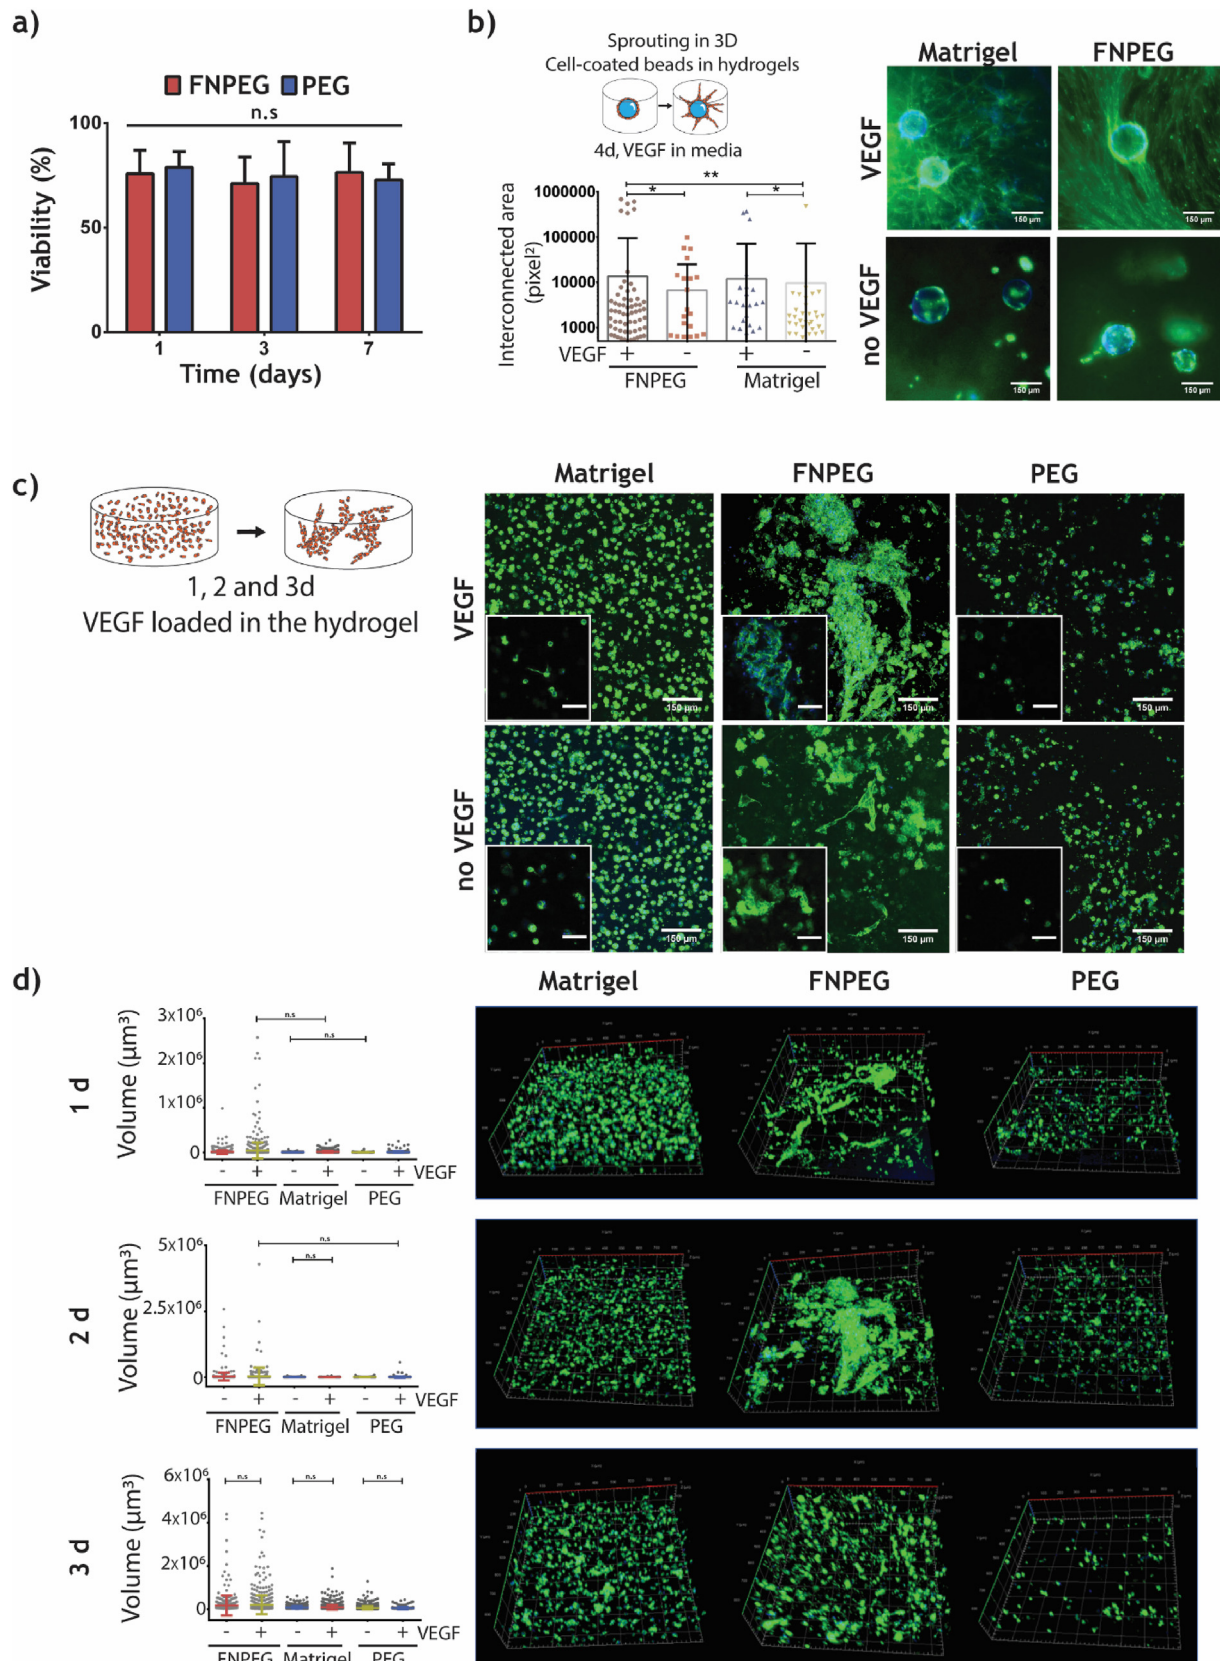 a)
FNPEG PEG
n.s
100
50
0
Viability (%)
1 3 7
Time (days)
b)
Sprouting in 3D
Cell-coated beads in hydrogels
4d, VEGF in media
**
* *
1000000
100000
10000
1000
Interconnected area
(pixel²)
VEGF + - + -
FNPEG Matrigel
Matrigel FNPEG
VEGF
150 µm 150 µm
no VEGF
150 µm 150 µm
c)
1, 2 and 3d
VEGF loaded in the hydrogel
Matrigel FNPEG PEG
VEGF
150 µm 150 µm 150 µm
no VEGF
150 µm 150 µm 150 µm
d)
Matrigel FNPEG PEG
1 d
Volume (µm³)
3x10⁶
2x10⁶
1x10⁶
0
n.s
n.s
- + - + - + VEGF
FNPEG Matrigel PEG
2 d
Volume (µm³)
5x10⁶
2.5x10⁶
0
n.s
n.s
- + - + - + VEGF
FNPEG Matrigel PEG
3 d
Volume (µm³)
6x10⁶
4x10⁶
2x10⁶
0
n.s n.s n.s
- + - + - + VEGF
FNPEG Matrigel PEG